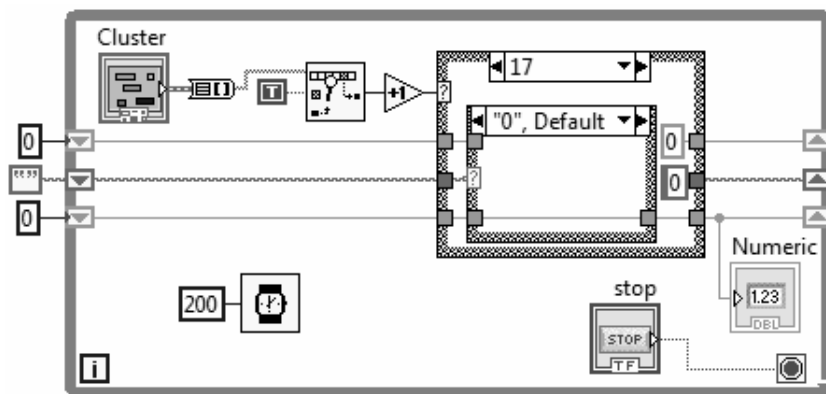 Cluster
17
T
+1
?
"0", Default
0
0
""
?
0
0
Numeric
1.23
DBL
200
stop
STOP
TF
i